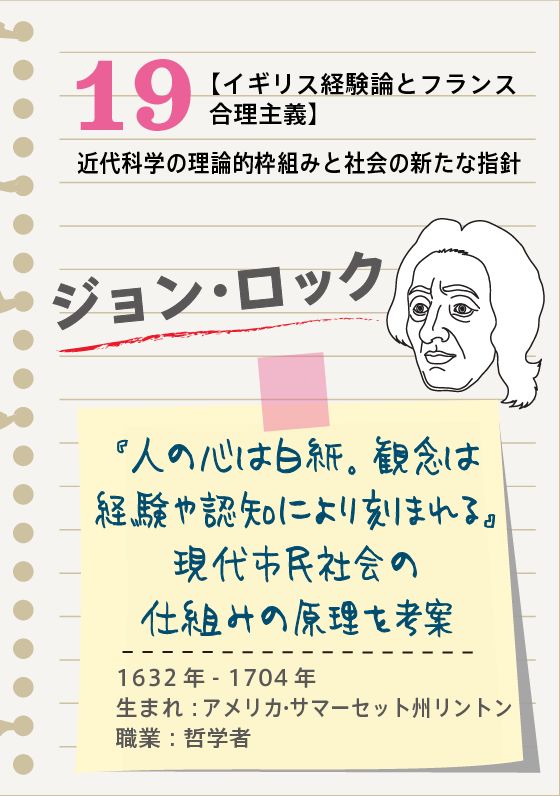 19
【イギリス経験論とフランス
合理主義】
近代科学の理論的枠組みと社会の新たな指針
ジョン・ロック
『人の心は白紙。観念は
経験や認知により刻まれる』
現代市民社会の
仕組みの原理を考案
1632年-1704年
生まれ：アメリカ・サマーセット州リントン
職業：哲学者